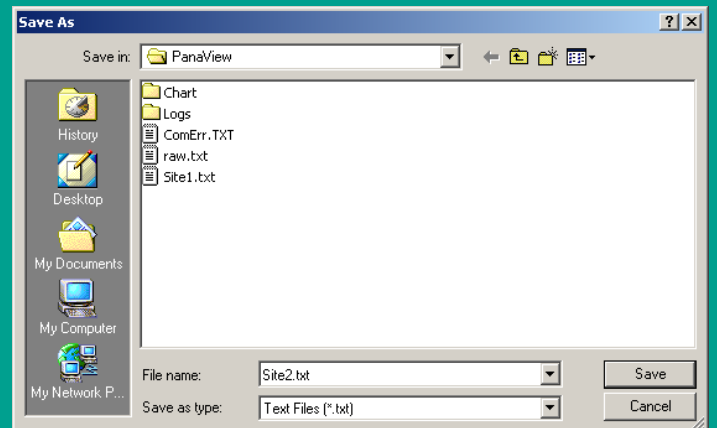 Save As
Save in: PanaView
Chart
Logs
ComErr.TXT
raw.txt
Site1.txt
History
Desktop
My Documents
My Computer
My Network P...
File name: Site2.txt Save
Save as type: Text Files (*.txt) Cancel